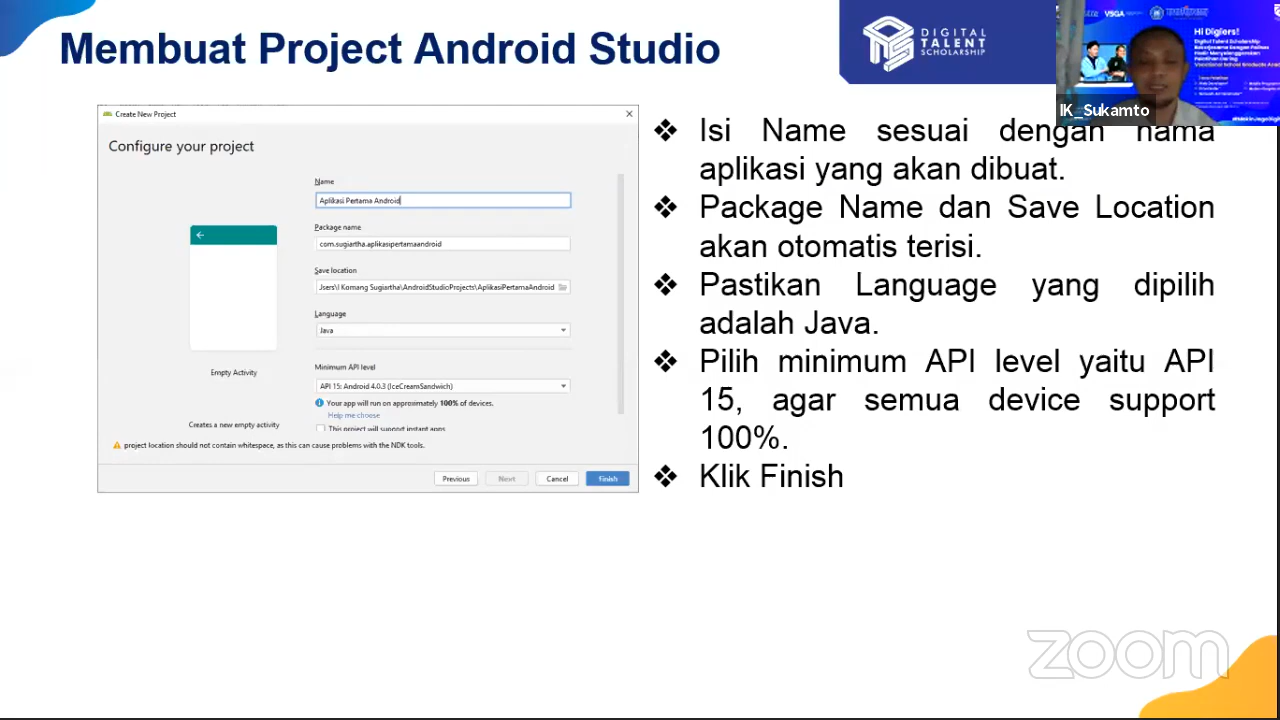 Membuat Project Android Studio
DIGITAL
TALENT
SCHOLARSHIP
VSGA
Hi Digiers!
IK_Sukamto
Create New Project
Configure your project
Name
Aplikasi Pertama Android
Package name
com.sugiartha.aplikasipertamaandroid
Save location
Jsers\I Komang Sugiartha\AndroidStudioProjects\AplikasiPertamaAndroid
Language
Java
Minimum API level
API 15: Android 4.0.3 (IceCreamSandwich)
Your app will run on approximately 100% of devices.
Help me choose
This project will support instant apps
Empty Activity
Creates a new empty activity
project location should not contain whitespace, as this can cause problems with the NDK tools.
Previous
Next
Cancel
Finish
❖ Isi Name sesuai dengan nama
aplikasi yang akan dibuat.
❖ Package Name dan Save Location
akan otomatis terisi.
❖ Pastikan Language yang dipilih
adalah Java.
❖ Pilih minimum API level yaitu API
15, agar semua device support
100%.
❖ Klik Finish
zoom